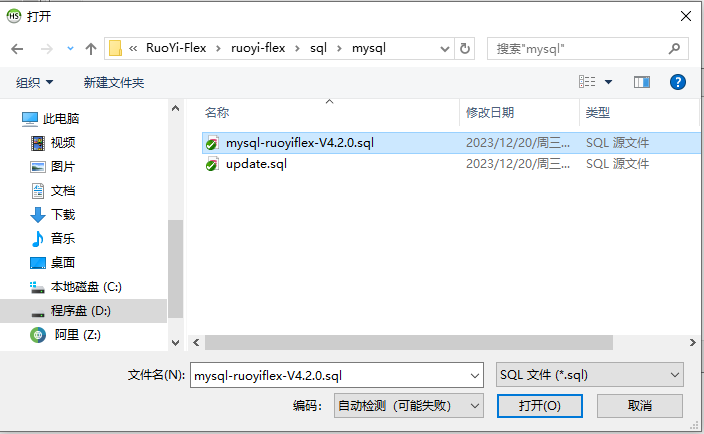 HS 打开
« RuoYi-Flex › ruoyi-flex › sql › mysql 搜索"mysql"
组织 新建文件夹 ?
名称 修改日期 类型
此电脑
视频
图片
文档
下载
音乐
桌面
本地磁盘 (C:)
程序盘 (D:)
阿里 (Z:)
mysql-ruoyiflex-V4.2.0.sql 2023/12/20/周三... SQL 源文件
update.sql 2023/12/20/周三... SQL 源文件
文件名(N): mysql-ruoyiflex-V4.2.0.sql SQL 文件 (*.sql)
编码: 自动检测（可能失败） 打开(O) 取消